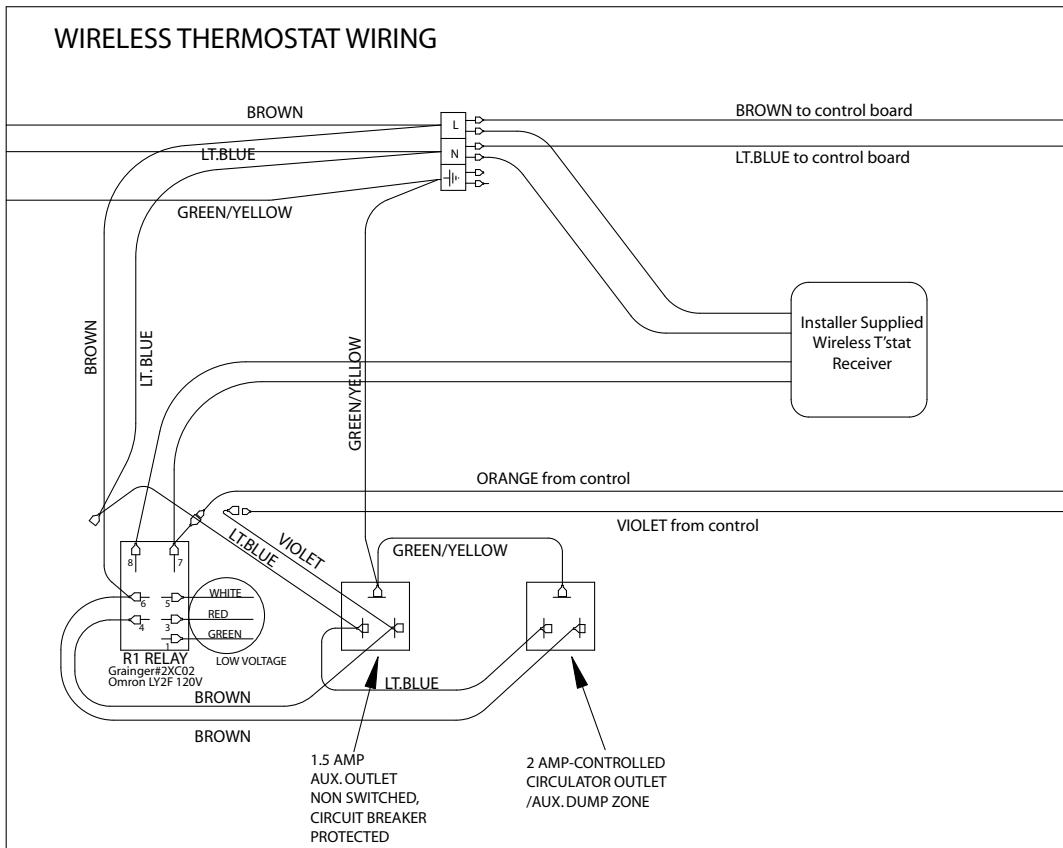 WIRELESS THERMOSTAT WIRING
BROWN
BROWN to control board
L
LT.BLUE
N
LT.BLUE to control board
GREEN/YELLOW
BROWN
LT. BLUE
GREEN/YELLOW
Installer Supplied
Wireless T'stat
Receiver
ORANGE from control
VIOLET from control
LT.BLUE
VIOLET
GREEN/YELLOW
8
7
6
5
WHITE
4
3
RED
1
GREEN
LOW VOLTAGE
R1 RELAY
Grainger#2XC02
Omron LY2F 120V
LT.BLUE
BROWN
BROWN
1.5 AMP
AUX. OUTLET
NON SWITCHED,
CIRCUIT BREAKER
PROTECTED
2 AMP-CONTROLLED
CIRCULATOR OUTLET
/AUX. DUMP ZONE